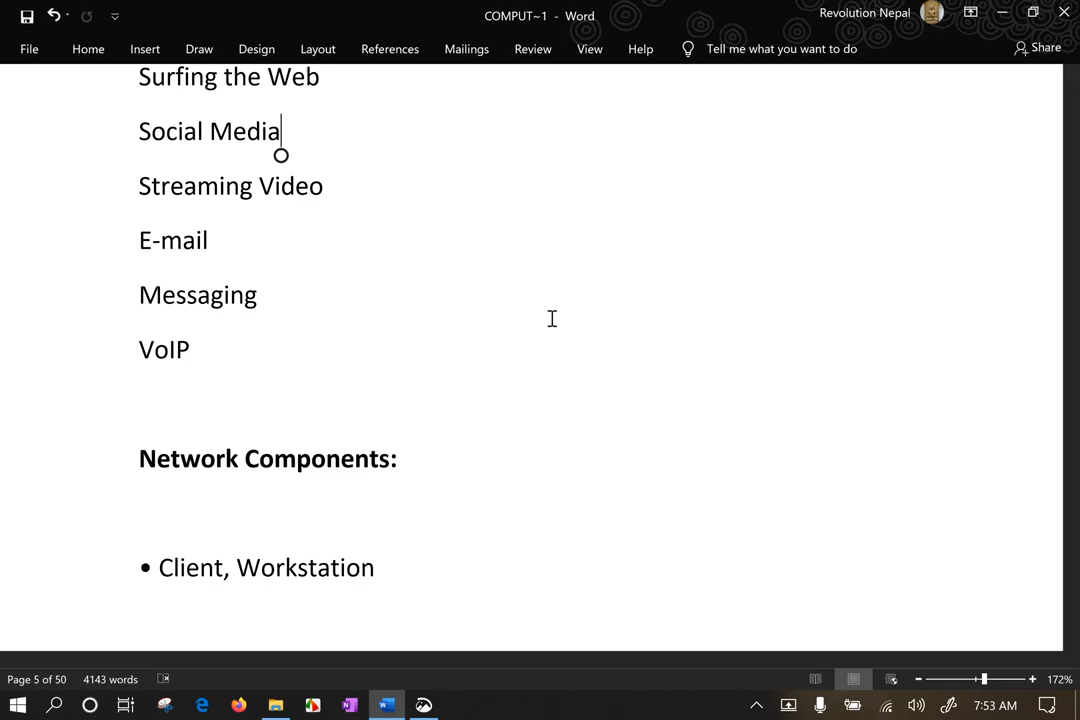 COMPUT~1 - Word
Revolution Nepal
File Home Insert Draw Design Layout References Mailings Review View Help Tell me what you want to do Share
Surfing the Web
Social Media
Streaming Video
E-mail
Messaging
VoIP
Network Components:
• Client, Workstation
Page 5 of 50 4143 words 172%
7:53 AM